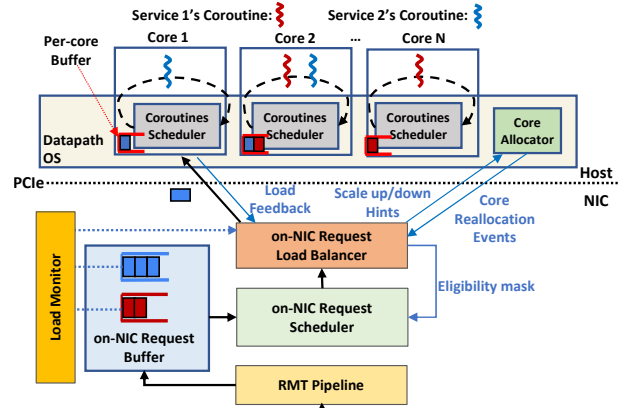 Service 1's Coroutine:
Service 2's Coroutine:
Per-core
Buffer
Core 1
Core 2
...
Core N
Coroutines
Scheduler
Coroutines
Scheduler
Coroutines
Scheduler
Core
Allocator
Datapath
OS
Host
PCIe
NIC
Load
Feedback
Scale up/down
Hints
Core
Reallocation
Events
on-NIC Request
Load Balancer
Load Monitor
Eligibility mask
on-NIC Request
Scheduler
on-NIC Request
Buffer
RMT Pipeline